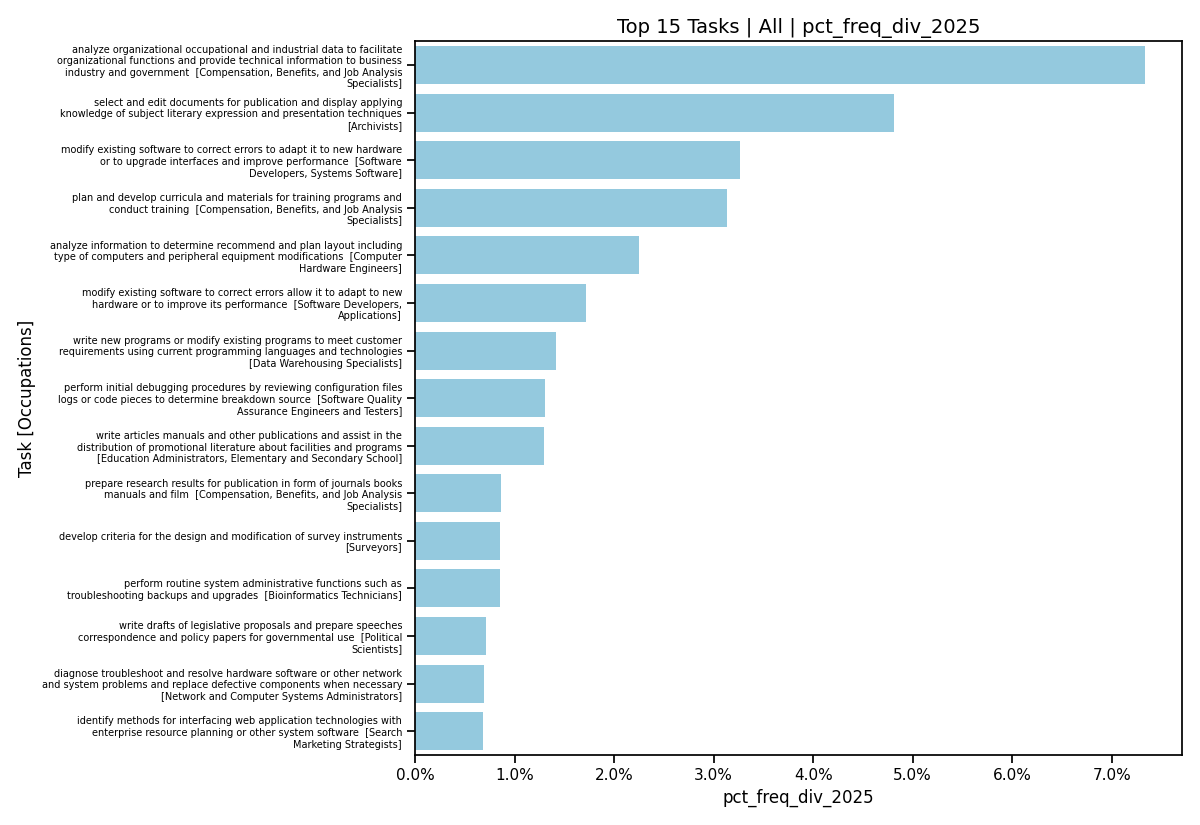 Top 15 Tasks | All | pct_freq_div_2025
analyze organizational occupational and industrial data to facilitate
organizational functions and provide technical information to business
industry and government  [Compensation, Benefits, and Job Analysis
Specialists]
select and edit documents for publication and display applying
knowledge of subject literary expression and presentation techniques
[Archivists]
modify existing software to correct errors to adapt it to new hardware
or to upgrade interfaces and improve performance  [Software
Developers, Systems Software]
plan and develop curricula and materials for training programs and
conduct training  [Compensation, Benefits, and Job Analysis
Specialists]
analyze information to determine recommend and plan layout including
type of computers and peripheral equipment modifications  [Computer
Hardware Engineers]
modify existing software to correct errors allow it to adapt to new
hardware or to improve its performance  [Software Developers,
Applications]
write new programs or modify existing programs to meet customer
requirements using current programming languages and technologies
[Data Warehousing Specialists]
perform initial debugging procedures by reviewing configuration files
logs or code pieces to determine breakdown source  [Software Quality
Assurance Engineers and Testers]
write articles manuals and other publications and assist in the
distribution of promotional literature about facilities and programs
[Education Administrators, Elementary and Secondary School]
prepare research results for publication in form of journals books
manuals and film  [Compensation, Benefits, and Job Analysis
Specialists]
develop criteria for the design and modification of survey instruments
[Surveyors]
perform routine system administrative functions such as
troubleshooting backups and upgrades  [Bioinformatics Technicians]
write drafts of legislative proposals and prepare speeches
correspondence and policy papers for governmental use  [Political
Scientists]
diagnose troubleshoot and resolve hardware software or other network
and system problems and replace defective components when necessary
[Network and Computer Systems Administrators]
identify methods for interfacing web application technologies with
enterprise resource planning or other system software  [Search
Marketing Strategists]
Task [Occupations]
0.0% 1.0% 2.0% 3.0% 4.0% 5.0% 6.0% 7.0%
pct_freq_div_2025